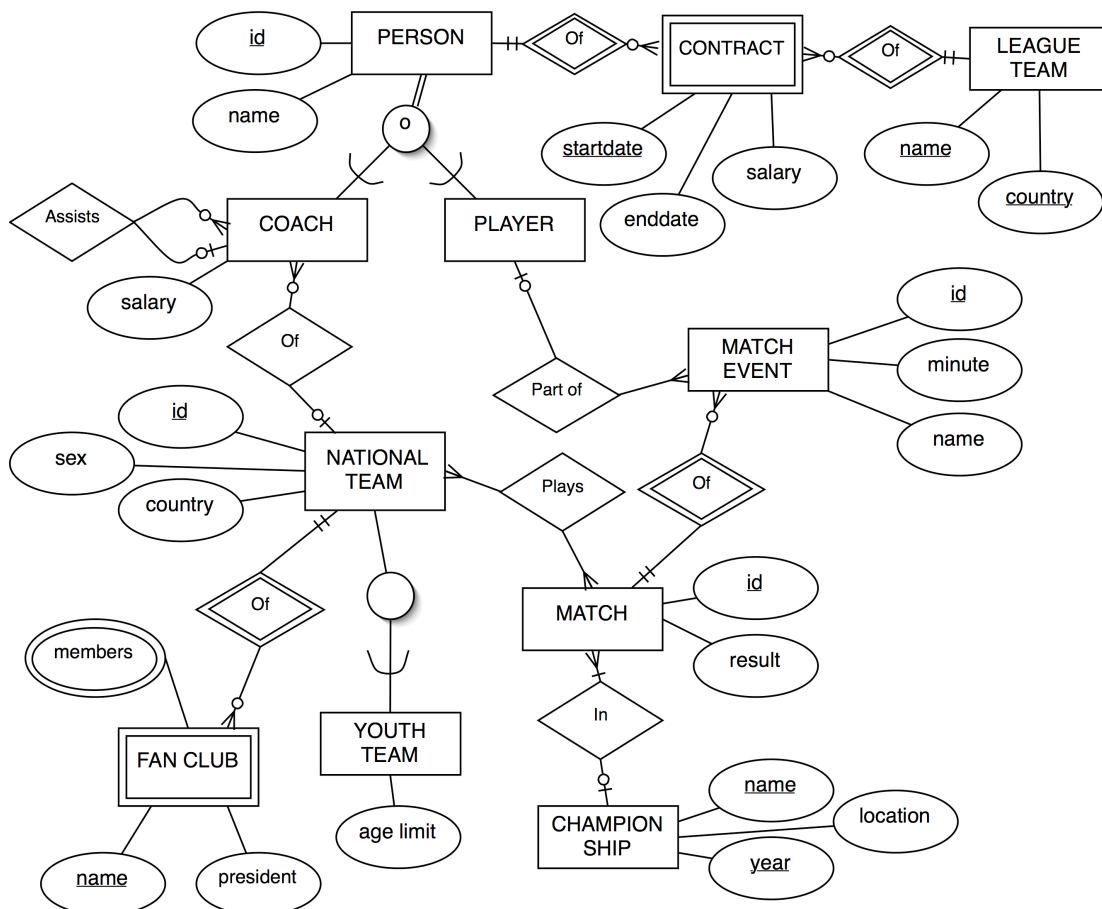 id
PERSON
Of
CONTRACT
Of
LEAGUE
TEAM
name
o
startdate
salary
name
enddate
country
Assists
COACH
PLAYER
salary
Of
id
MATCH
EVENT
minute
Part of
name
id
sex
NATIONAL
TEAM
country
Plays
Of
Of
id
MATCH
result
members
In
FAN CLUB
YOUTH
TEAM
name
location
CHAMPION
SHIP
age limit
year
name
president